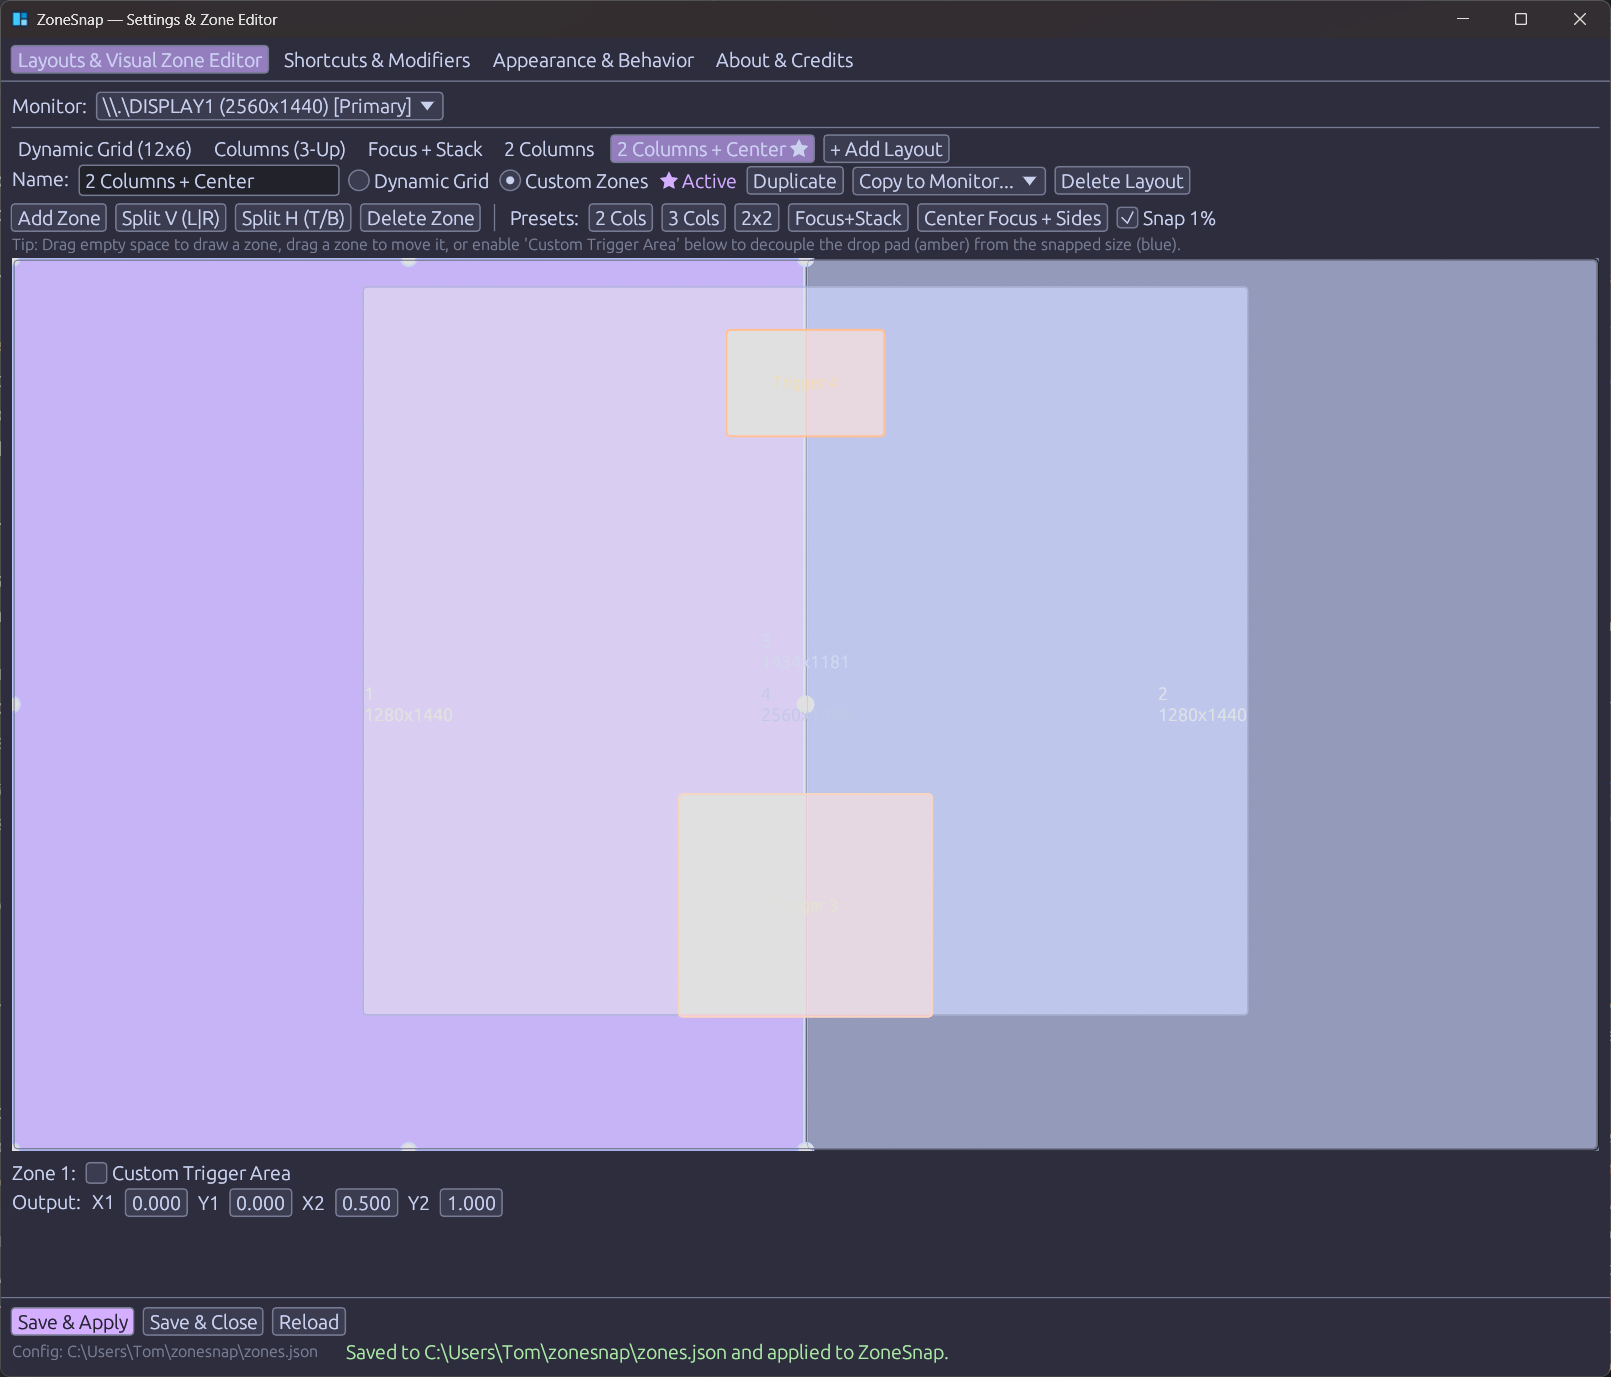 ZoneSnap — Settings & Zone Editor
Layouts & Visual Zone Editor Shortcuts & Modifiers Appearance & Behavior About & Credits
Monitor: \\.\DISPLAY1 (2560x1440) [Primary]
Dynamic Grid (12x6) Columns (3-Up) Focus + Stack 2 Columns 2 Columns + Center + Add Layout
Name: 2 Columns + Center Dynamic Grid Custom Zones Active Duplicate Copy to Monitor... Delete Layout
Add Zone Split V (L|R) Split H (T/B) Delete Zone Presets: 2 Cols 3 Cols 2x2 Focus+Stack Center Focus + Sides Snap 1%
Tip: Drag empty space to draw a zone, drag a zone to move it, or enable 'Custom Trigger Area' below to decouple the drop pad (amber) from the snapped size (blue).
3
x1181
1 4 2
1280x1440 2560x 1280x1440
Zone 1: Custom Trigger Area
Output: X1 0.000 Y1 0.000 X2 0.500 Y2 1.000
Save & Apply Save & Close Reload
Config: C:\Users\Tom\zonesnap\zones.json Saved to C:\Users\Tom\zonesnap\zones.json and applied to ZoneSnap.